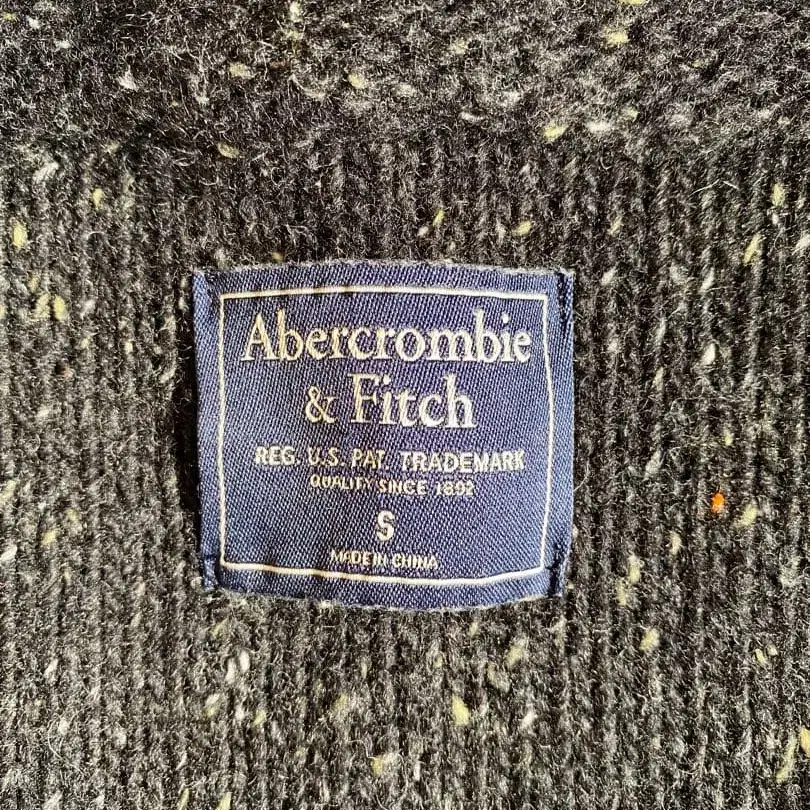 Abercrombie
& Fitch
REG. U.S. PAT. TRADEMARK
QUALITY SINCE 1892
S
MADE IN CHINA